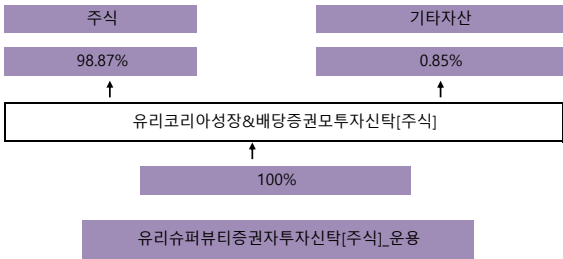 주식 기타자산
98.87% 0.85%
유리코리아성장&배당증권모투자신탁[주식]
100%
유리슈퍼뷰티증권자투자신탁[주식]_운용